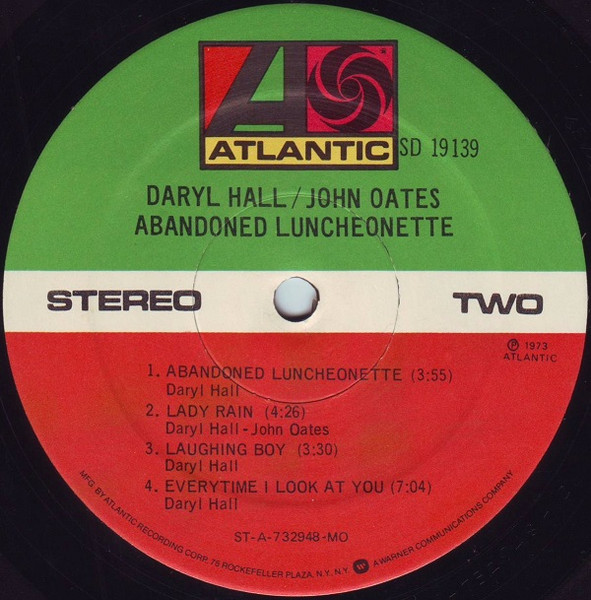 ATLANTIC
SD 19139
DARYL HALL/JOHN OATES
ABANDONED LUNCHEONETTE
STEREO
TWO
Ⓟ 1973
ATLANTIC
1. ABANDONED LUNCHEONETTE (3:55)
Daryl Hall
2. LADY RAIN (4:26)
Daryl Hall - John Oates
3. LAUGHING BOY (3:30)
Daryl Hall
4. EVERYTIME I LOOK AT YOU (7:04)
Daryl Hall
ST-A-732948-MO
MFG. BY ATLANTIC RECORDING CORP. 75 ROCKEFELLER PLAZA, N.Y. N.Y. A WARNER COMMUNICATIONS COMPANY